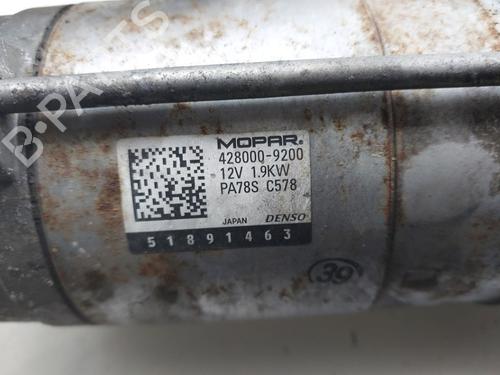 MOPAR.
428000-9200
12V 1.9KW
PA78S C578
JAPAN DENSO
51891463
39
B-PARTS